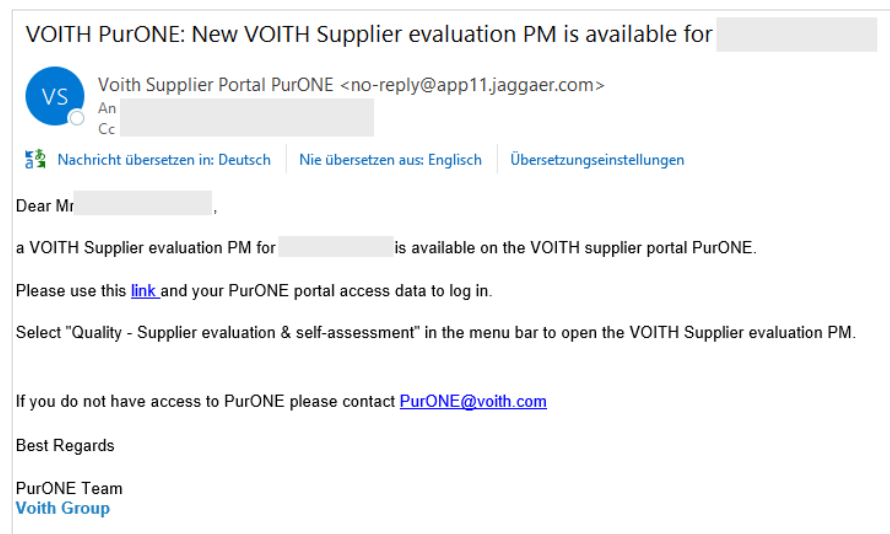 VOITH PurONE: New VOITH Supplier evaluation PM is available for
VS
Voith Supplier Portal PurONE <no-reply@app11.jaggaer.com>
An
Cc
Nachricht übersetzen in: Deutsch Nie übersetzen aus: Englisch Übersetzungseinstellungen
Dear Mr ,
a VOITH Supplier evaluation PM for is available on the VOITH supplier portal PurONE.
Please use this link and your PurONE portal access data to log in.
Select "Quality - Supplier evaluation & self-assessment" in the menu bar to open the VOITH Supplier evaluation PM.
If you do not have access to PurONE please contact PurONE@voith.com
Best Regards
PurONE Team
Voith Group